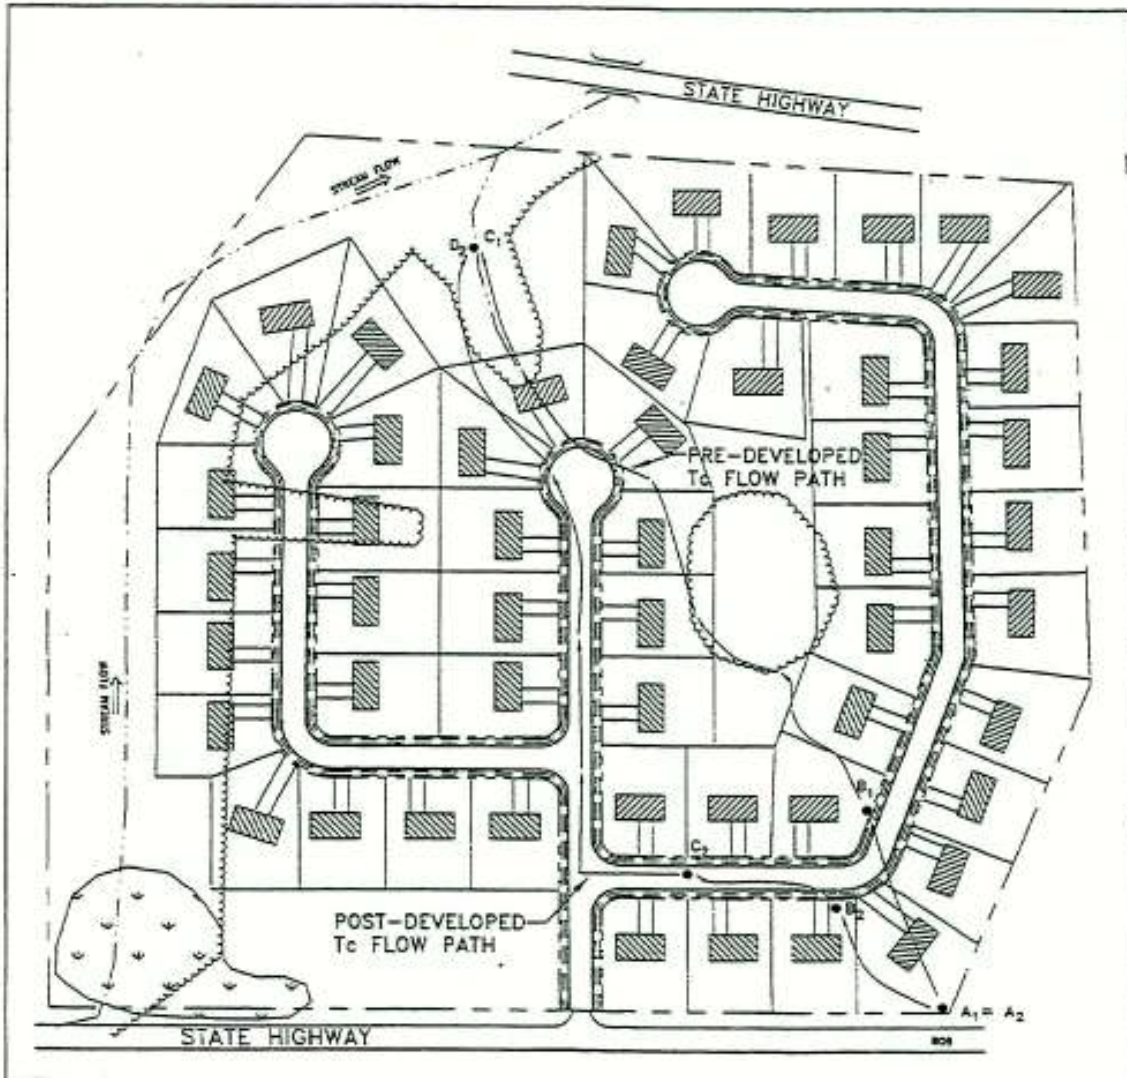 STATE HIGHWAY
STREAM FLOW
D₂ C₁
PRE-DEVELOPED
Tc FLOW PATH
STREAM FLOW
B₁
C₂
B₂
POST-DEVELOPED
Tc FLOW PATH
A₁ = A₂
STATE HIGHWAY